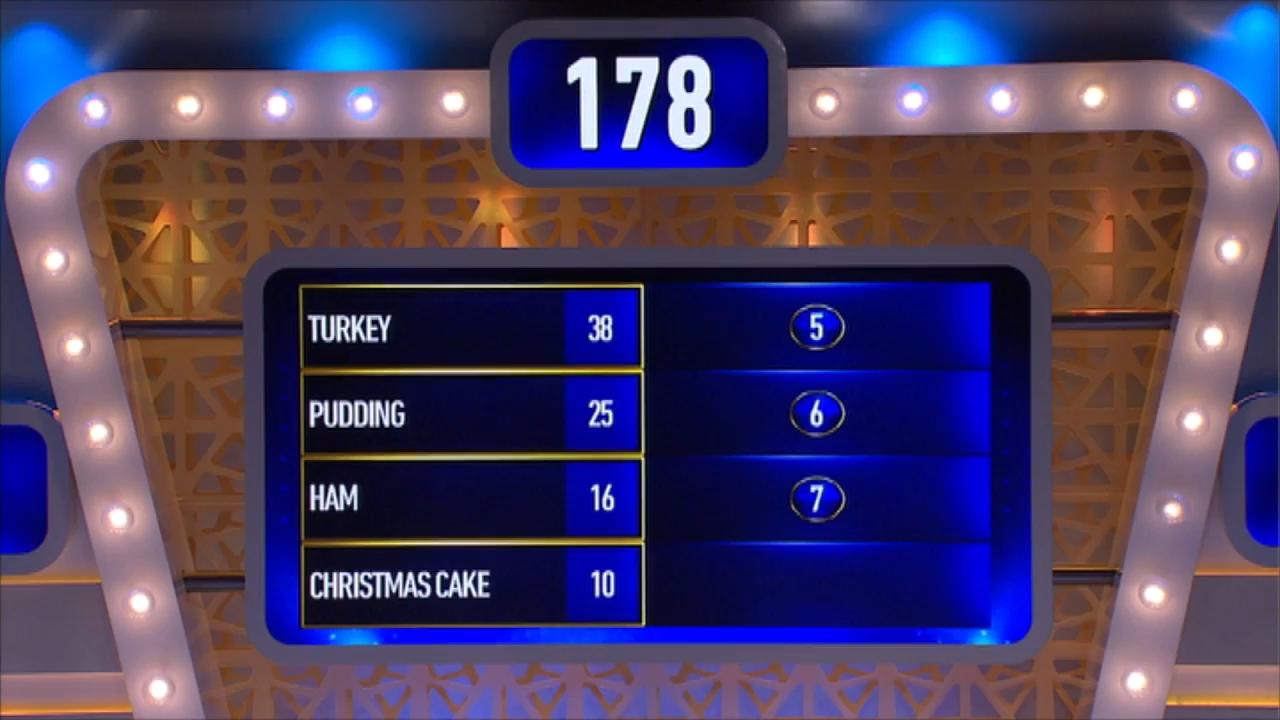 178
TURKEY 38
PUDDING 25
HAM 16
CHRISTMAS CAKE 10
5
6
7